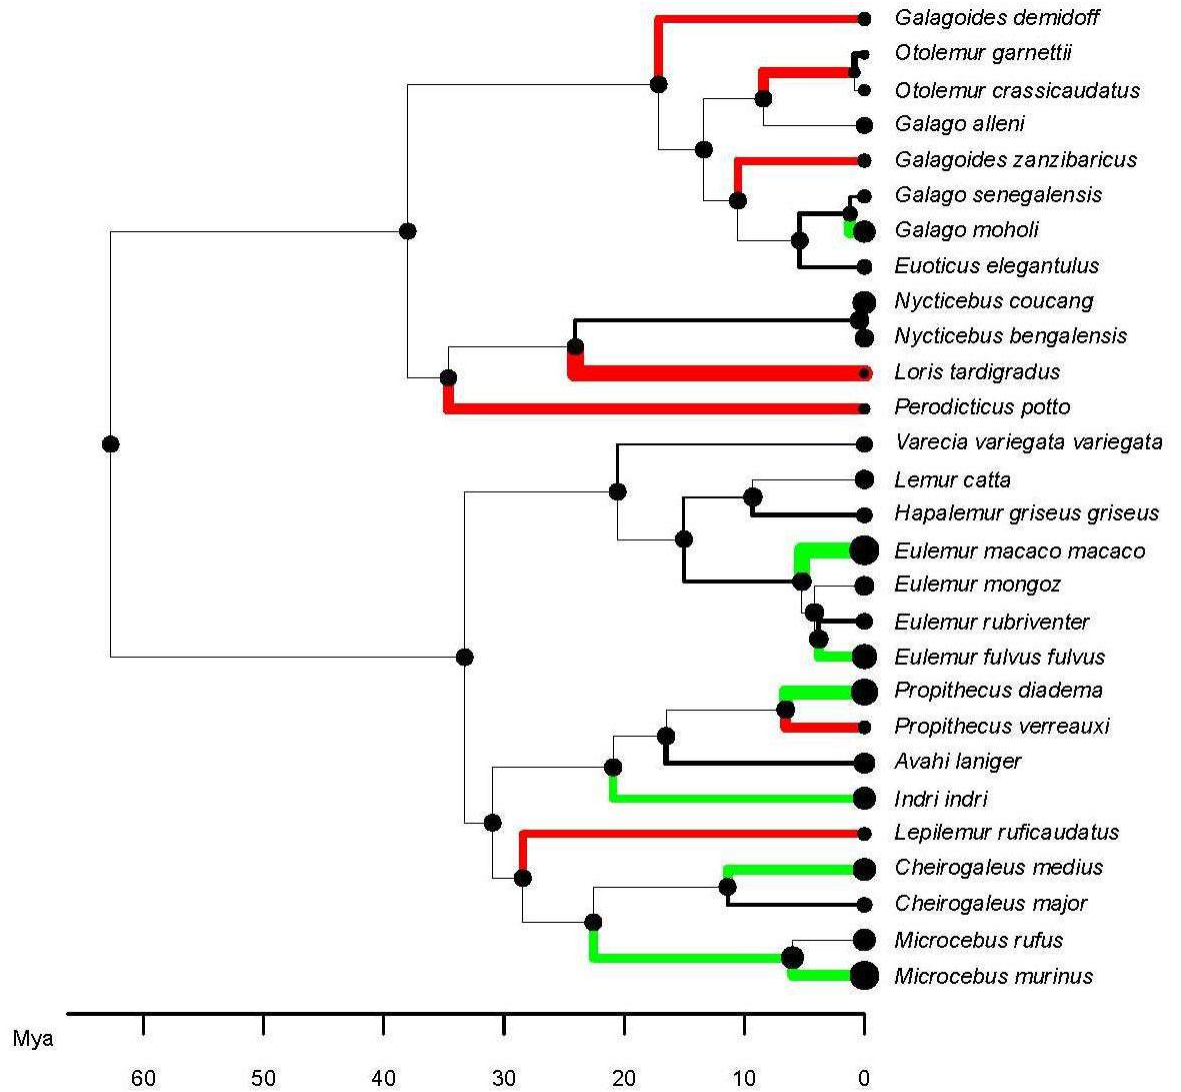 Galagoides demidoff
Otolemur garnettii
Otolemur crassicaudatus
Galago alleni
Galagoides zanzibaricus
Galago senegalensis
Galago moholi
Euoticus elegantulus
Nycticebus coucang
Nycticebus bengalensis
Loris tardigradus
Perodicticus potto
Varecia variegata variegata
Lemur catta
Hapalemur griseus griseus
Eulemur macaco macaco
Eulemur mongoz
Eulemur rubriventer
Eulemur fulvus fulvus
Propithecus diadema
Propithecus verreauxi
Avahi laniger
Indri indri
Lepilemur ruficaudatus
Cheirogaleus medius
Cheirogaleus major
Microcebus rufus
Microcebus murinus
Mya
60 50 40 30 20 10 0